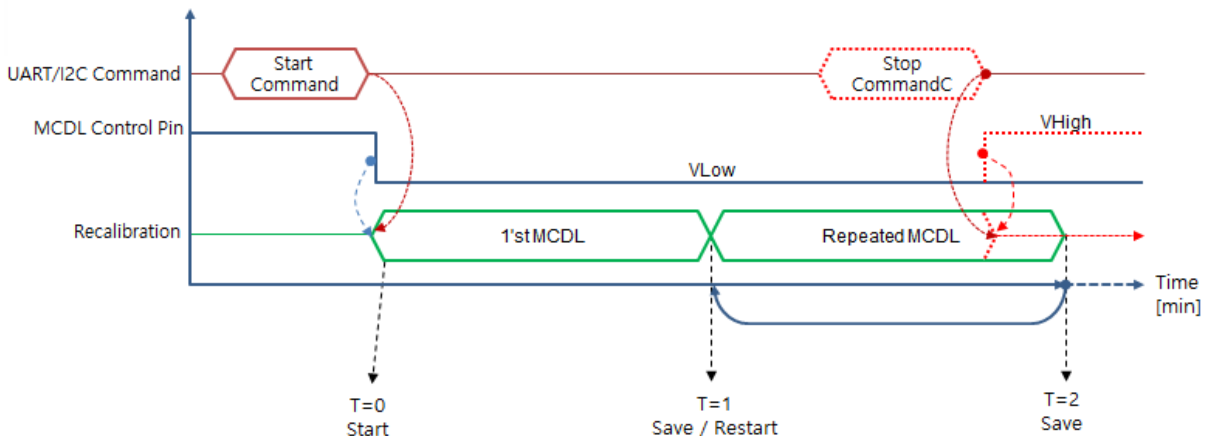 UART/I2C Command
Start
Command
Stop
CommandC
MCDL Control Pin
VHigh
VLow
Recalibration
1'st MCDL
Repeated MCDL
Time
[min]
T=0
Start
T=1
Save / Restart
T=2
Save